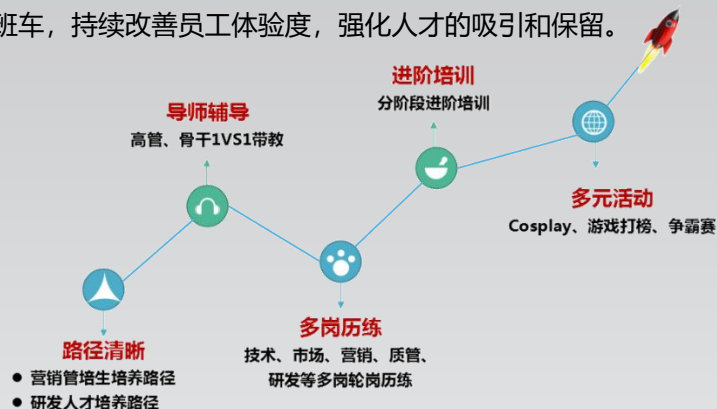 班车，持续改善员工体验度，强化人才的吸引和保留。
进阶培训
分阶段进阶培训
导师辅导
高管、骨干1VS1带教
多元活动
Cosplay、游戏打榜、争霸赛
多岗历练
技术、市场、营销、质管、
研发等多岗轮岗历练
路径清晰
● 营销管培生培养路径
● 研发人才培养路径